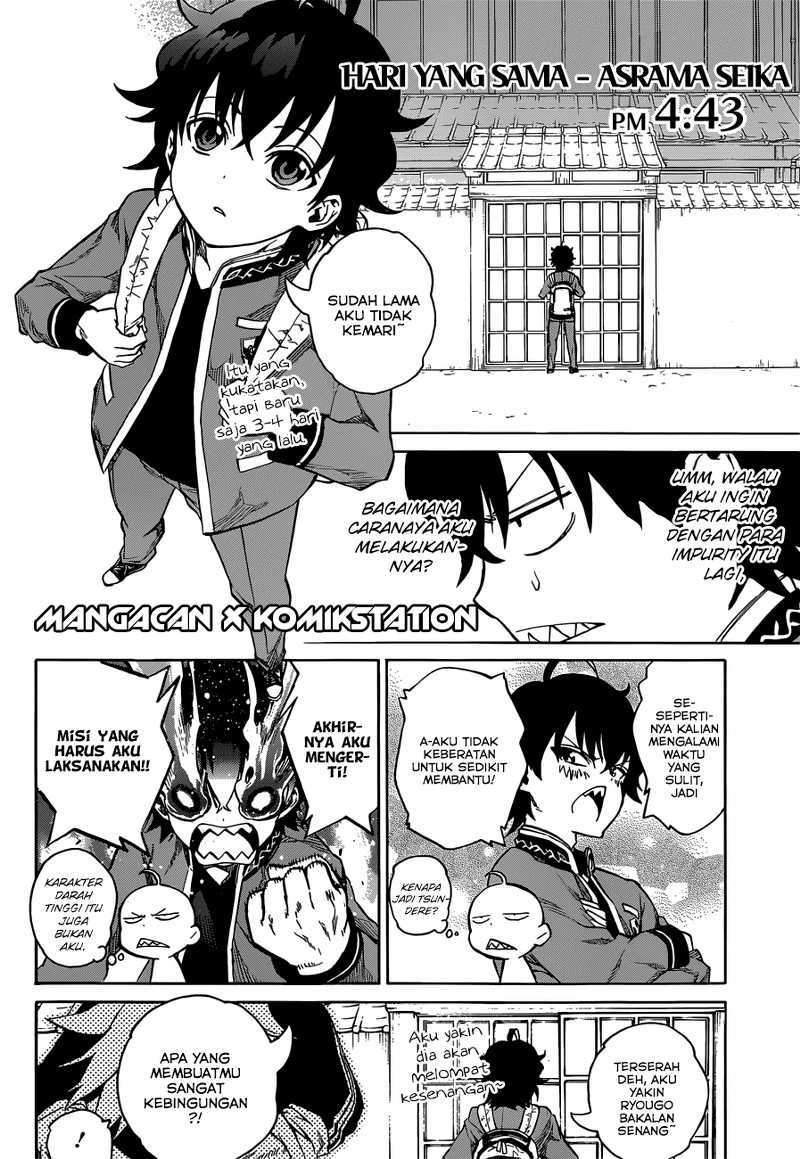 HARI YANG SAMA - ASRAMA SEIKA
PM 4:43
SUDAH LAMA
AKU TIDAK
KEMARI~
Itu yang
kukatakan,
tapi baru
saja 3-4 hari
yang lalu.
UMM, WALAU
AKU INGIN
BERTARUNG
DENGAN PARA
IMPURITY ITU
LAGI,
BAGAIMANA
CARANAYA AKU
MELAKUKAN-
NYA?
MANGACAN X KOMIKSTATION
SE-
SEPERTI-
NYA KALIAN
MENGALAMI
WAKTU
YANG
SULIT, JADI
A-AKU TIDAK
KEBERATAN
UNTUK SEDIKIT
MEMBANTU!
KENAPA
JADI TSUN-
DERE?
AKHIR-
NYA AKU
MENGER-
TI!
MISI YANG
HARUS AKU
LAKSANAKAN!!
KARAKTER
DARAH
TINGGI ITU
JUGA
BUKAN
AKU.
TERSERAH
DEH, AKU
YAKIN
RYOUGO
BAKALAN
SENANG~
Aku yakin
dia akan
melompat
kesenangan~
APA YANG
MEMBUATMU
SANGAT
KEBINGUNGAN
?!
!